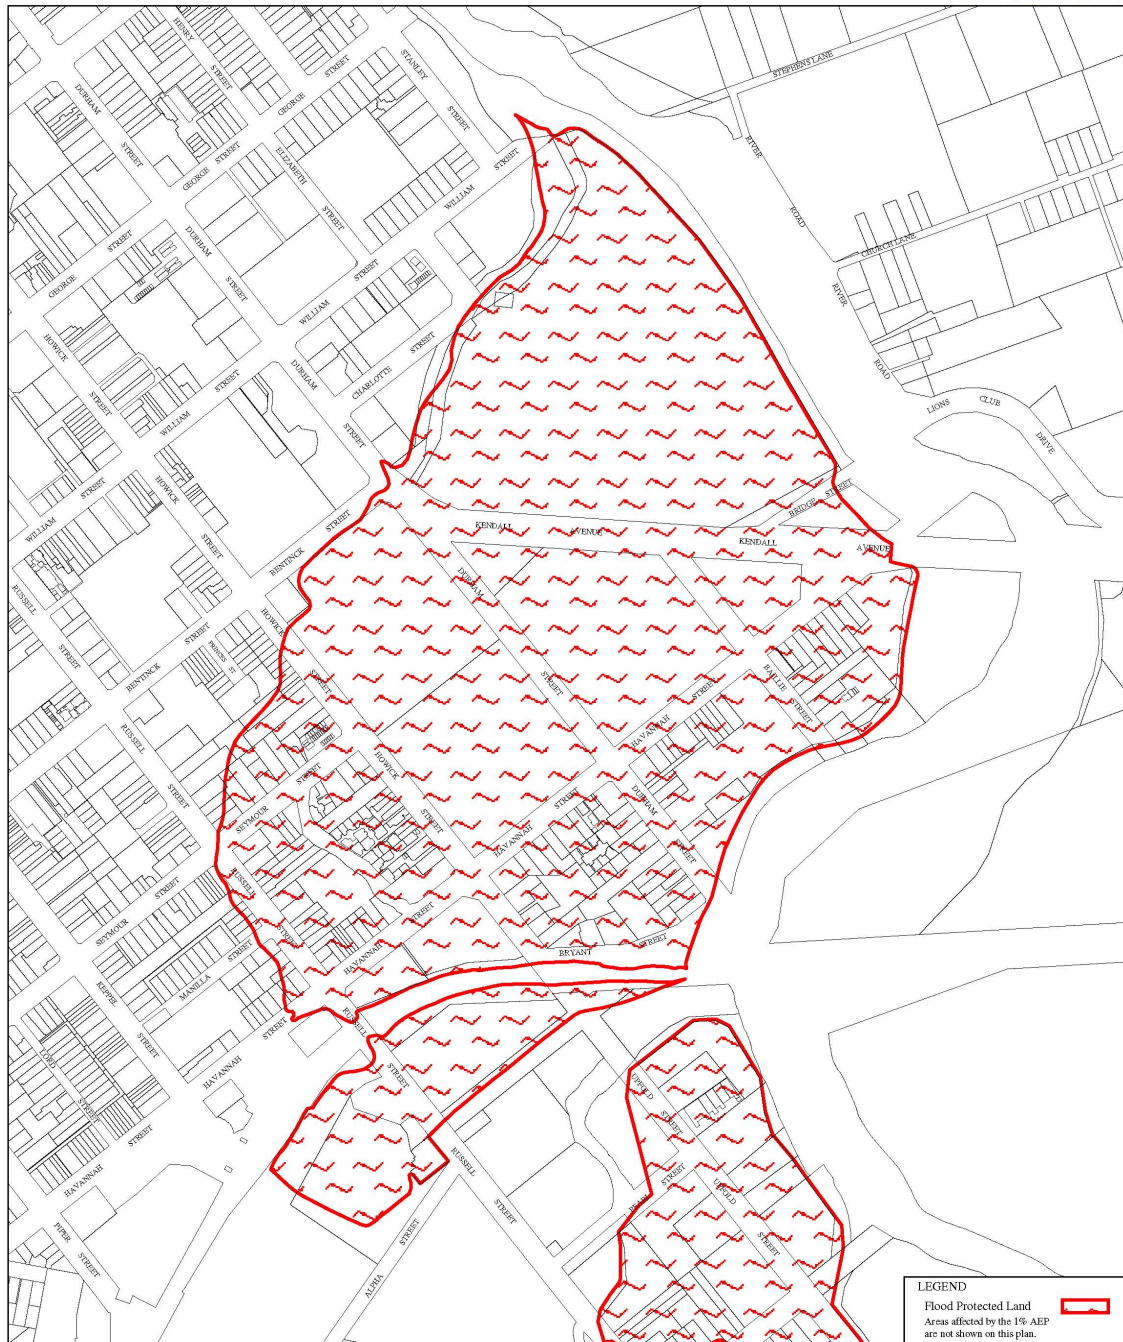 HENRY
STREET
STANLEY
STREET
STEPHENS LANE
GEORGE
STREET
DURHAM
STREET
GEORGE
STREET
ELIZABETH
STREET
WILLIAM
STREET
RIVER
ROAD
CHURCH LANE
GEORGE
STREET
DURHAM
STREET
WILLIAM
STREET
RIVER
ROAD
HOWICK
STREET
DURHAM
STREET
CHARLOTTE
STREET
LIONS
CLUB
DRIVE
WILLIAM
STREET
WILLIAM
STREET
HOWICK
STREET
BENTINCK
STREET
BRIDGE STREET
KENDALL
AVENUE
KENDALL
AVENUE
RUSSELL
STREET
DURHAM
STREET
HOWICK
STREET
BENTINCK
STREET
PRINCESS ST
BAILLIE
STREET
HAVANNAH
STREET
RUSSELL
STREET
SEYMOUR
STREET
HOWICK
STREET
HAVANNAH
STREET
DURHAM
STREET
SEYMOUR
STREET
RUSSELL
STREET
HAVANNAH
STREET
BRYANT
STREET
MANILLA
STREET
KEPPEL
STREET
HAVANNAH
STREET
RUSSELL
STREET
LORD
STREET
HAVANNAH
STREET
UPFOLD
STREET
RUSSELL
STREET
STREET
UPFOLD
STREET
PIPER
STREET
ALPHA
STREET
LEGEND
Flood Protected Land
Areas affected by the 1% AEP
are not shown on this plan.